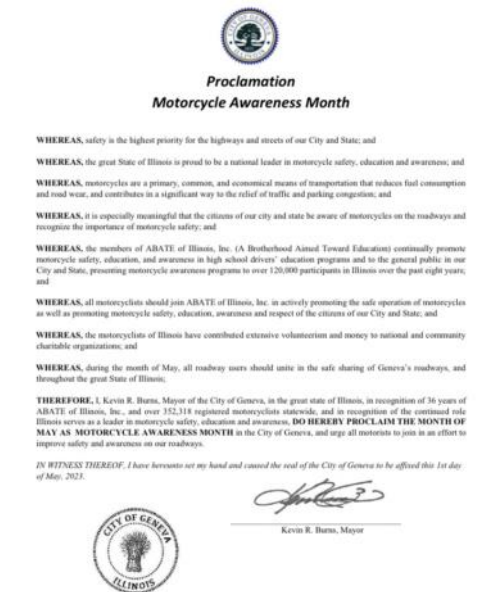 CITY OF GENEVA
ILLINOIS
Proclamation
Motorcycle Awareness Month
WHEREAS, safety is the highest priority for the highways and streets of our City and State; and
WHEREAS, the great State of Illinois is proud to be a national leader in motorcycle safety, education and awareness; and
WHEREAS, motorcycles are a primary, common, and economical means of transportation that reduces fuel consumption
and road wear, and contributes in a significant way to the relief of traffic and parking congestion; and
WHEREAS, it is especially meaningful that the citizens of our city and state be aware of motorcycles on the roadways and
recognize the importance of motorcycle safety; and
WHEREAS, the members of ABATE of Illinois, Inc. (A Brotherhood Aimed Toward Education) continually promote
motorcycle safety, education, and awareness in high school drivers' education programs and to the general public in our
City and State, presenting motorcycle awareness programs to over 120,000 participants in Illinois over the past eight years;
and
WHEREAS, all motorcyclists should join ABATE of Illinois, Inc. in actively promoting the safe operation of motorcycles
as well as promoting motorcycle safety, education, awareness and respect of the citizens of our City and State; and
WHEREAS, the motorcyclists of Illinois have contributed extensive volunteerism and money to national and community
charitable organizations; and
WHEREAS, during the month of May, all roadway users should unite in the safe sharing of Geneva's roadways, and
throughout the great State of Illinois;
THEREFORE, I, Kevin R. Burns, Mayor of the City of Geneva, in the great state of Illinois, in recognition of 36 years of
ABATE of Illinois, Inc., and over 352,318 registered motorcyclists statewide, and in recognition of the continued role
Illinois serves as a leader in motorcycle safety, education and awareness, DO HEREBY PROCLAIM THE MONTH OF
MAY AS MOTORCYCLE AWARENESS MONTH in the City of Geneva, and urge all motorists to join in an effort to
improve safety and awareness on our roadways.
IN WITNESS THEREOF, I have hereunto set my hand and caused the seal of the City of Geneva to be affixed this 1st day
of May, 2023.
Kevin R. Burns, Mayor
CITY OF GENEVA
ILLINOIS